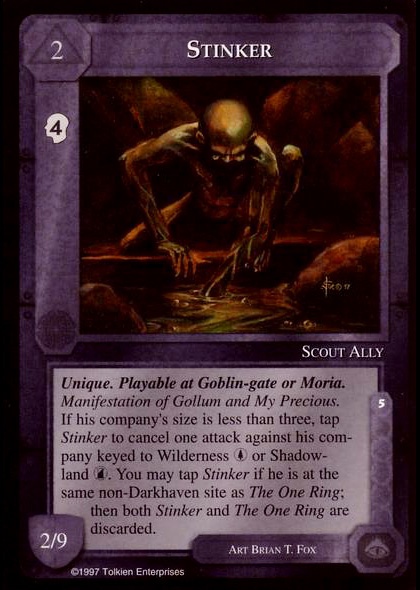 2
STINKER
4
SCOUT ALLY
Unique. Playable at Goblin-gate or Moria.
Manifestation of Gollum and My Precious.
If his company's size is less than three, tap
Stinker to cancel one attack against his com-
pany keyed to Wilderness or Shadow-
land. You may tap Stinker if he is at the
same non-Darkhaven site as The One Ring;
then both Stinker and The One Ring are
discarded.
5
2/9
ART BRIAN T. FOX
©1997 Tolkien Enterprises